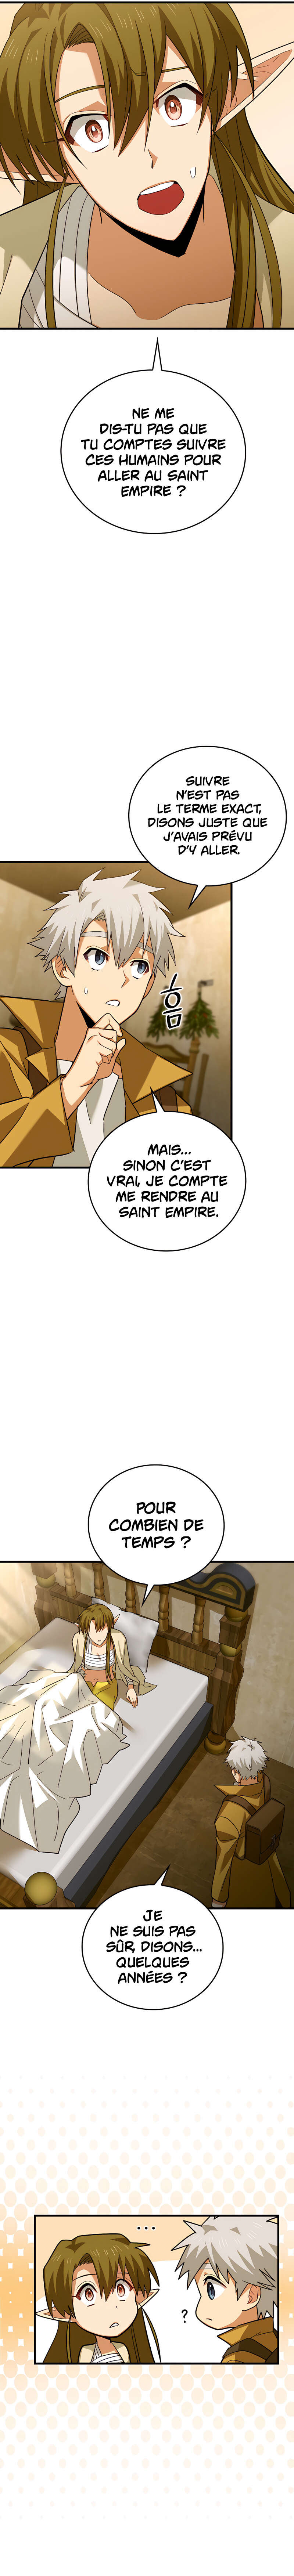 NE ME
DIS-TU PAS QUE
TU COMPTES SUIVRE
CES HUMAINS POUR
ALLER AU SAINT
EMPIRE ?
SUIVRE
N'EST PAS
LE TERME EXACT,
DISONS JUSTE QUE
J'AVAIS PRÉVU
D'Y ALLER.
흠
MAIS...
SINON C'EST
VRAI, JE COMPTE
ME RENDRE AU
SAINT EMPIRE.
POUR
COMBIEN DE
TEMPS ?
JE
NE SUIS PAS
SÛR, DISONS...
QUELQUES
ANNÉES ?
...
?